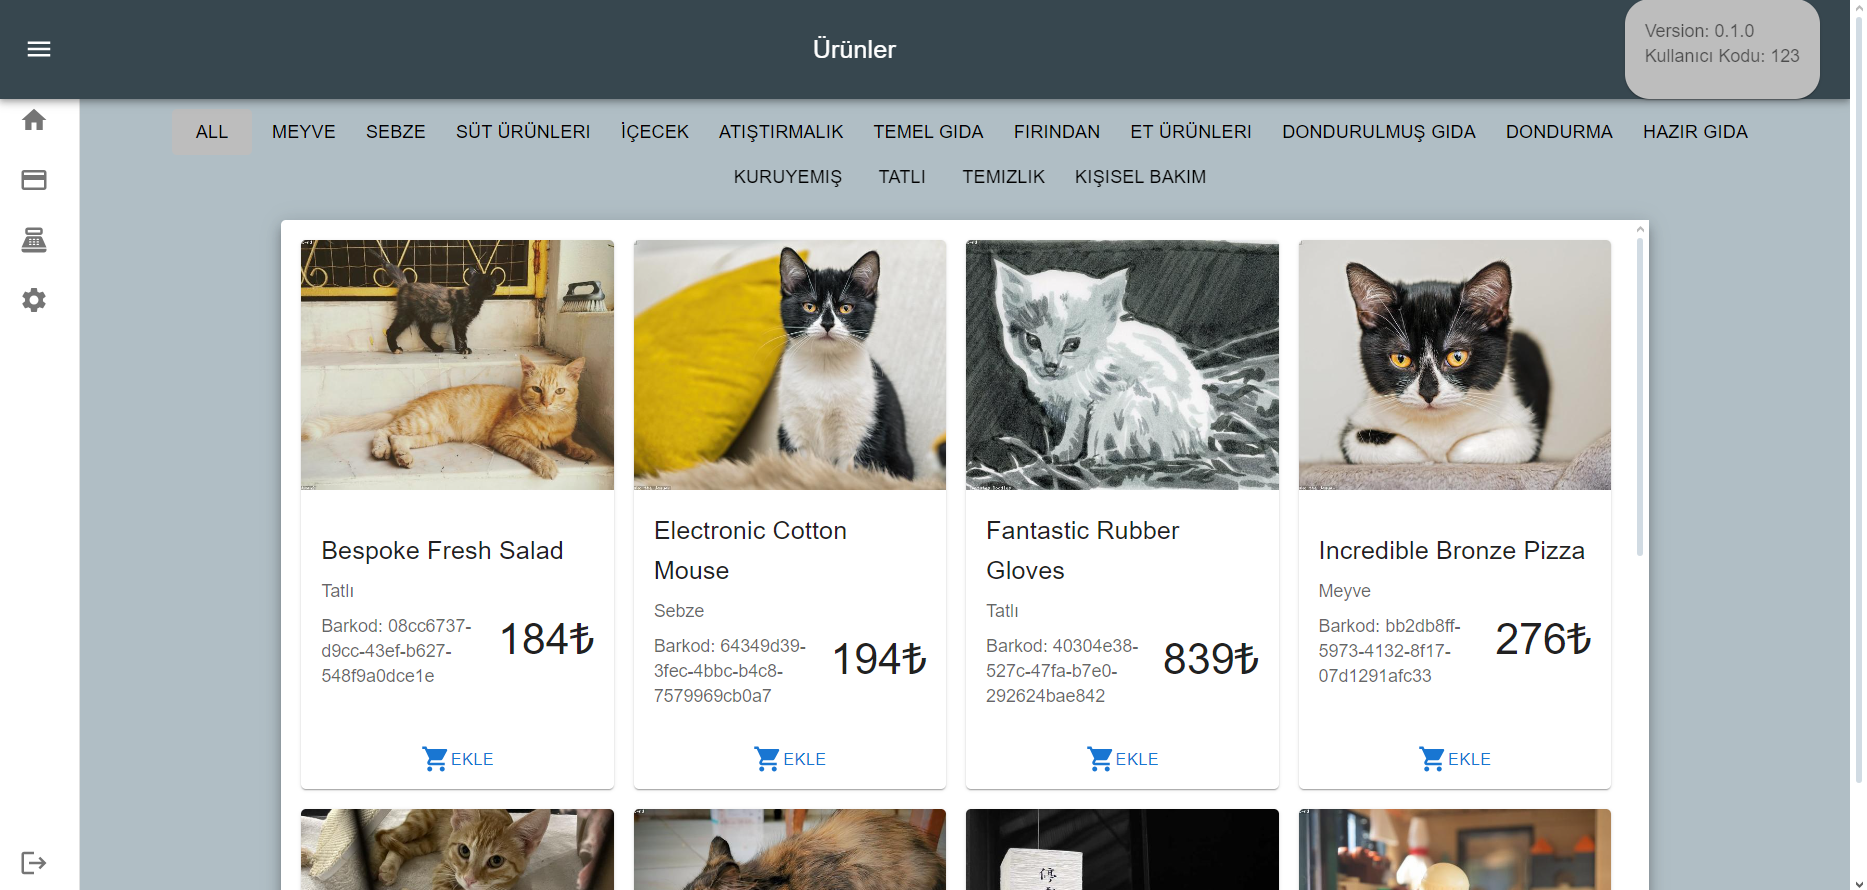 Ürünler
Version: 0.1.0
Kullanıcı Kodu: 123
ALL MEYVE SEBZE SÜT ÜRÜNLERI İÇECEK ATIŞTIRMALIK TEMEL GIDA FIRINDAN ET ÜRÜNLERI DONDURULMUŞ GIDA DONDURMA HAZIR GIDA
KURUYEMIŞ TATLI TEMIZLIK KIŞISEL BAKIM
Bespoke Fresh Salad
Tatlı
Barkod: 08cc6737-
d9cc-43ef-b627-
548f9a0dce1e
184₺
EKLE
Electronic Cotton
Mouse
Sebze
Barkod: 64349d39-
3fec-4bbc-b4c8-
7579969cb0a7
194₺
EKLE
Fantastic Rubber
Gloves
Tatlı
Barkod: 40304e38-
527c-47fa-b7e0-
292624bae842
839₺
EKLE
Incredible Bronze Pizza
Meyve
Barkod: bb2db8ff-
5973-4132-8f17-
07d1291afc33
276₺
EKLE
停